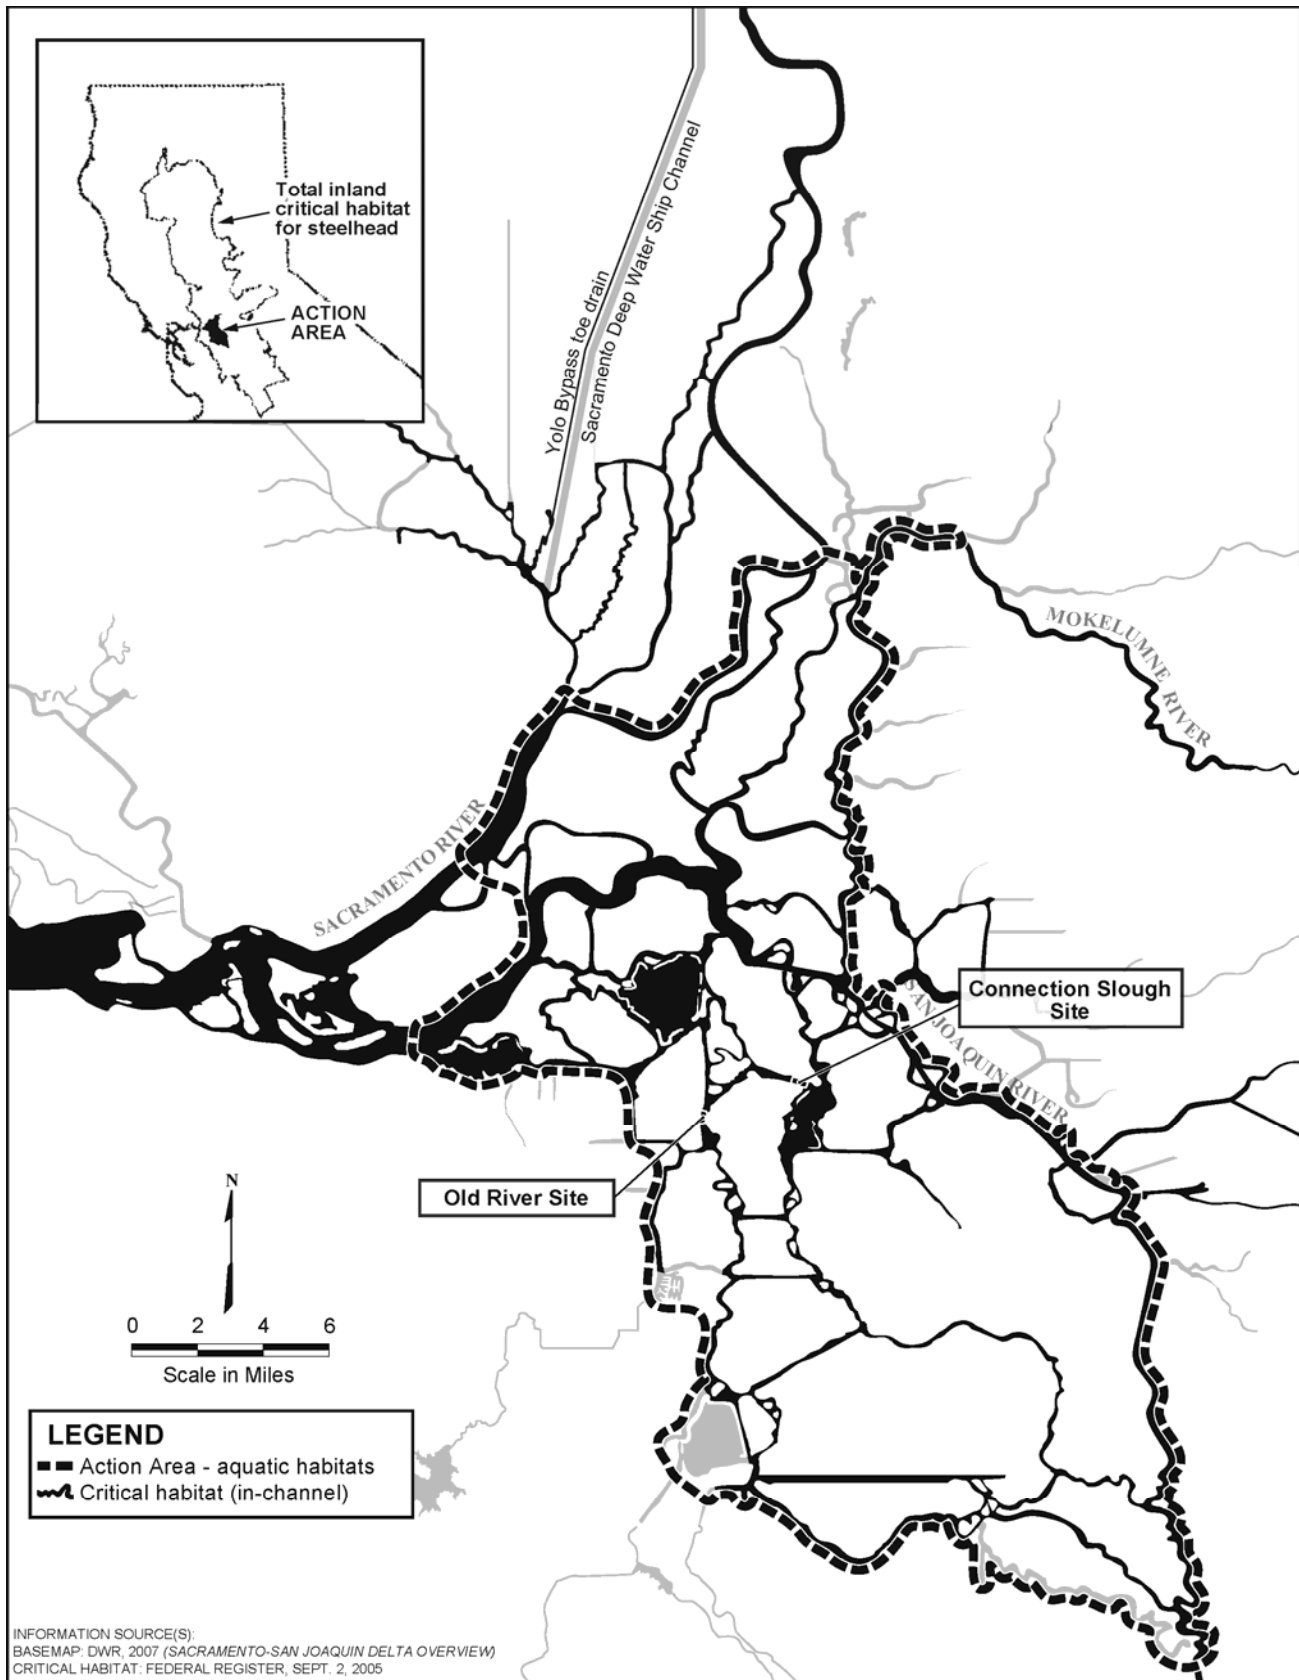 Total inland
critical habitat
for steelhead
ACTION
AREA
Yolo Bypass toe drain
Sacramento Deep Water Ship Channel
MOKELUMNE RIVER
SACRAMENTO RIVER
SAN JOAQUIN RIVER
Connection Slough
Site
Old River Site
N
0 2 4 6
Scale in Miles
LEGEND
Action Area - aquatic habitats
Critical habitat (in-channel)
INFORMATION SOURCE(S):
BASEMAP: DWR, 2007 (SACRAMENTO-SAN JOAQUIN DELTA OVERVIEW)
CRITICAL HABITAT: FEDERAL REGISTER, SEPT. 2, 2005